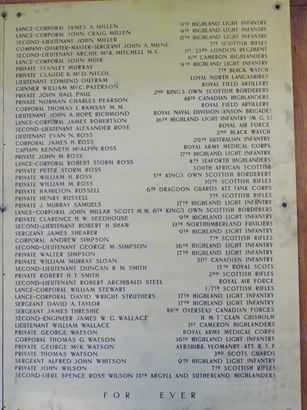 LANCE-CORPORAL JAMES A. MILLEN 9TH HIGHLAND LIGHT INFANTRY
LANCE-CORPORAL JOHN CRAIG MILLEN 9TH HIGHLAND LIGHT INFANTRY
SECOND-LIEUTENANT JOHN MILLER 17TH HIGHLAND LIGHT INFANTRY
COMPANY-QUARTER-MASTER-SERGEANT JOHN A. MILNE 7TH SCOTTISH RIFLES
SECOND-LIEUTENANT ARCHIE MCK. MITCHELL M.C. 1ST/23RD LONDON REGIMENT
LANCE-CORPORAL JOHN MUIR 6TH CAMERON HIGHLANDERS
PRIVATE STANLEY MURRAY 9TH HIGHLAND LIGHT INFANTRY
PRIVATE CLAUDE K. MCD. NICOL 7TH BLACK WATCH
LIEUTENANT EDMUND OUTRAM LOYAL NORTH LANCASHIRES
GUNNER WILLIAM MCC. PATERSON ROYAL FIELD ARTILLERY
PRIVATE JOHN HALL PAUL 2ND KING'S OWN SCOTTISH BORDERERS
PRIVATE NORMAN CHARLES PEARSON 48TH CANADIAN HIGHLANDERS
CORPORAL THOMAS L. RAMSAY M.M. ROYAL FIELD ARTILLERY
LIEUTENANT JOHN A. HOPE RICHMOND ROYAL NAVAL DIVISION (ANSON BRIGADE)
LANCE-CORPORAL JAMES ROBERTSON 16TH HIGHLAND LIGHT INFANTRY (M.G.S.)
SECOND-LIEUTENANT ALEXANDER ROSE ROYAL AIR FORCE
LIEUTENANT EVAN N. ROSS 2ND BLACK WATCH
CORPORAL JAMES H. ROSS 29TH AUSTRALIAN INFANTRY
CAPTAIN KENNETH MCALPIN ROSS ROYAL ARMY MEDICAL CORPS
PRIVATE JOHN M. ROSS 17TH HIGHLAND LIGHT INFANTRY
LANCE-CORPORAL ROBERT STORM ROSS 8TH SEAFORTH HIGHLANDERS
PRIVATE PETER STORM ROSS SOUTH AFRICAN SCOTTISH
PRIVATE WILLIAM H. ROSS 5TH KING'S OWN SCOTTISH BORDERERS
PRIVATE WILLIAM M. ROSS 10TH SCOTTISH RIFLES
PRIVATE HAMILTON RUSSELL 6TH DRAGOON GUARDS ATT. TANK CORPS
PRIVATE HENRY RUSSELL 7TH SCOTTISH RIFLES
PRIVATE J. MURRAY SAMUELS 17TH HIGHLAND LIGHT INFANTRY
LANCE-CORPORAL JOHN MILLAR SCOTT M.M. 6TH KING'S OWN SCOTTISH BORDERERS
PRIVATE CLARENCE R. W. SEEDHOUSE 9TH HIGHLAND LIGHT INFANTRY
SECOND-LIEUTENANT ROBERT H. SHAW 13TH NORTHUMBERLAND FUSILIERS
SERGEANT JAMES SHEARER 17TH HIGHLAND LIGHT INFANTRY
CORPORAL ANDREW SIMPSON 7TH SCOTTISH RIFLES
SECOND-LIEUTENANT GEORGE M. SIMPSON 16TH HIGHLAND LIGHT INFANTRY
PRIVATE WALTER SIMPSON 17TH HIGHLAND LIGHT INFANTRY
PRIVATE WILLIAM MURRAY SLOAN 51ST CANADIAN INFANTRY
SECOND-LIEUTENANT DUNCAN R. M. SMITH 15TH ROYAL SCOTS
PRIVATE ROBERT H. T. SMITH 2ND SCOTTISH RIFLES
SECOND-LIEUTENANT ROBERT ARCHIBALD STEEL ROYAL AIR FORCE
LANCE-CORPORAL WILLIAM STEWART 1/7TH SCOTTISH RIFLES
LANCE-CORPORAL DAVID WRIGHT STRUTHERS 17TH HIGHLAND LIGHT INFANTRY
SERGEANT DAVID A. TAYLOR 17TH HIGHLAND LIGHT INFANTRY
SERGEANT JAMES THRESHIE 88TH OVERSEAS CANADIAN FORCES
SECOND-ENGINEER JAMES W. G. WALLACE H.M.T. CLAN CHISHOLM
LIEUTENANT WILLIAM WALLACE 1ST CAMERON HIGHLANDERS
PRIVATE GEORGE WATSON ROYAL ARMY MEDICAL CORPS
CORPORAL THOMAS G. WATSON 16TH HIGHLAND LIGHT INFANTRY
PRIVATE GEORGE MCK. WATSON AYRSHIRE YEOMANRY ATT. R.S.F.
PRIVATE THOMAS WATSON 3RD SCOTS GUARDS
SERGEANT ALFRED JOHN WHITSON 9TH HIGHLAND LIGHT INFANTRY
PRIVATE JOHN WILSON 7TH SCOTTISH RIFLES
SECOND-LIEUT. SPENCE ROSS WILSON 13TH ARGYLL AND SUTHERLAND HIGHLANDERS
FOR EVER